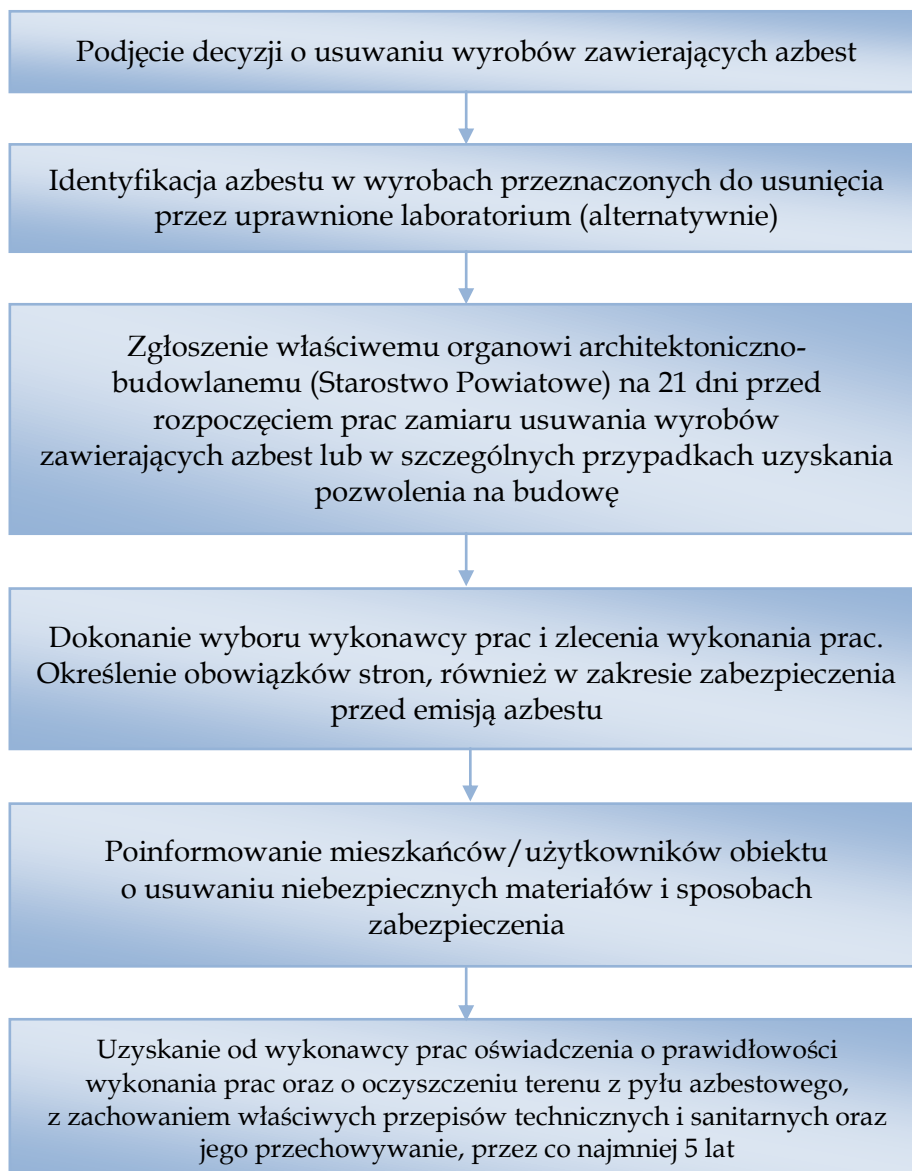 Podjęcie decyzji o usuwaniu wyrobów zawierających azbest
Identyfikacja azbestu w wyrobach przeznaczonych do usunięcia
przez uprawnione laboratorium (alternatywnie)
Zgłoszenie właściwemu organowi architektoniczno-
budowlanemu (Starostwo Powiatowe) na 21 dni przed
rozpoczęciem prac zamiaru usuwania wyrobów
zawierających azbest lub w szczególnych przypadkach uzyskania
pozwolenia na budowę
Dokonanie wyboru wykonawcy prac i zlecenia wykonania prac.
Określenie obowiązków stron, również w zakresie zabezpieczenia
przed emisją azbestu
Poinformowanie mieszkańców/użytkowników obiektu
o usuwaniu niebezpiecznych materiałów i sposobach
zabezpieczenia
Uzyskanie od wykonawcy prac oświadczenia o prawidłowości
wykonania prac oraz o oczyszczeniu terenu z pyłu azbestowego,
z zachowaniem właściwych przepisów technicznych i sanitarnych oraz
jego przechowywanie, przez co najmniej 5 lat